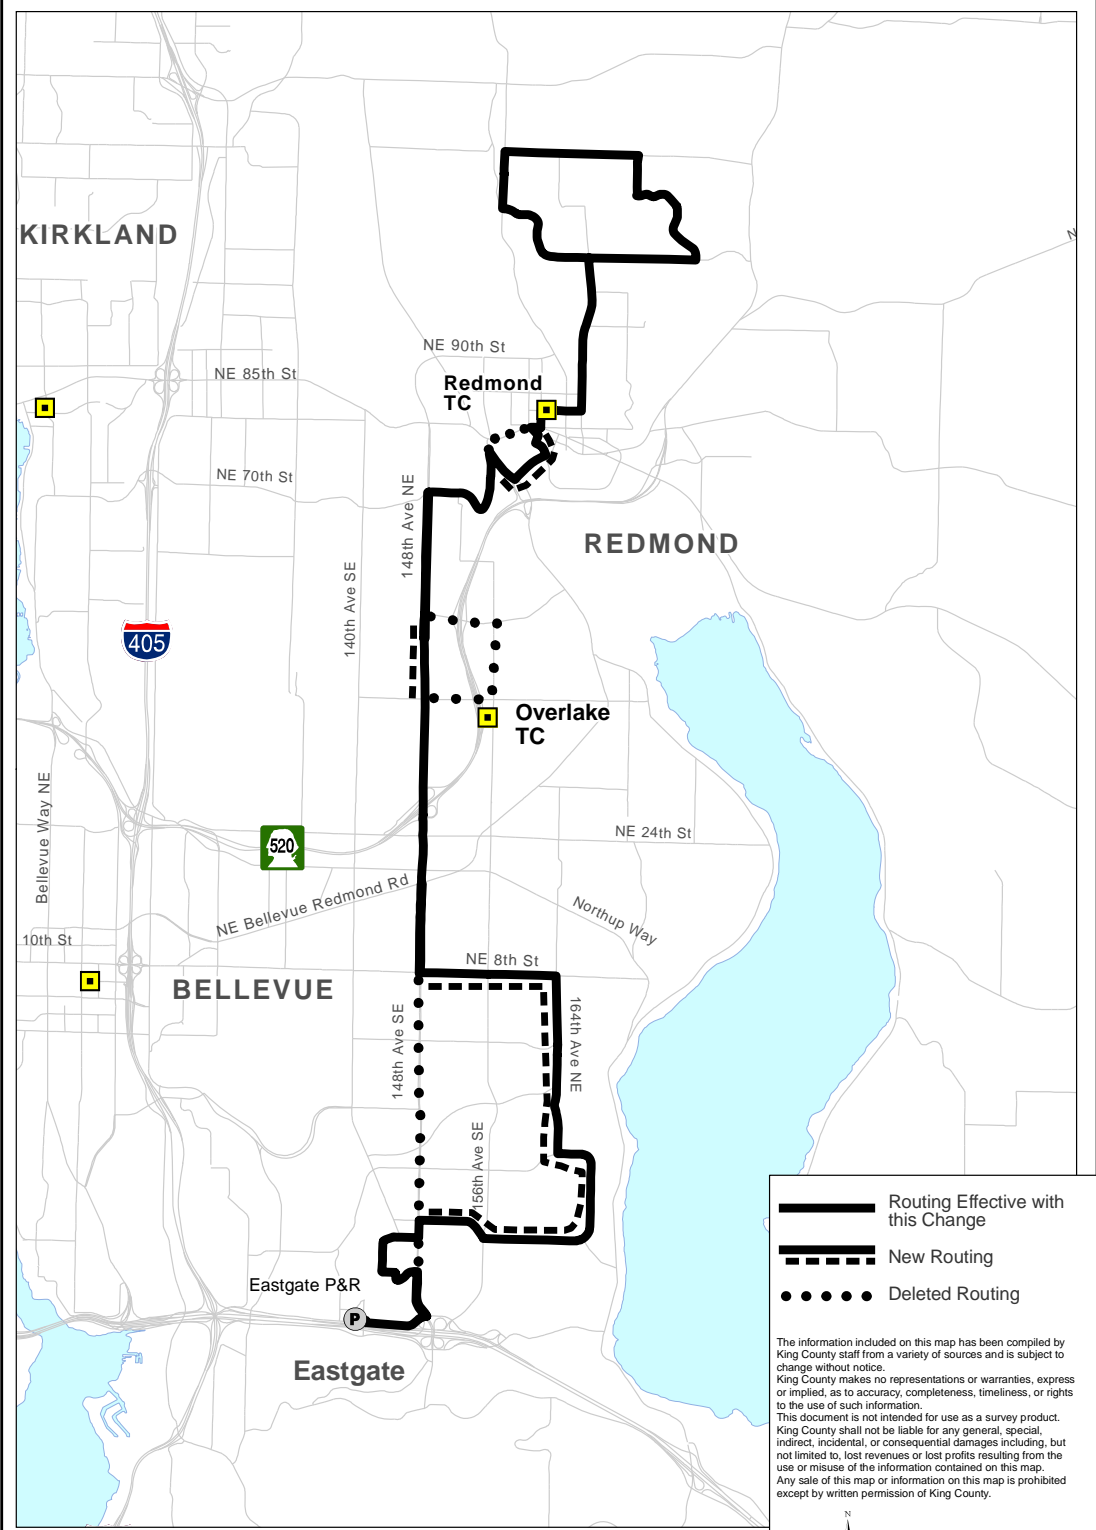 KIRKLAND
N
NE 90th St
NE 85th St
Redmond
TC
NE 70th St
148th Ave NE
REDMOND
140th Ave SE
405
Overlake
TC
Bellevue Way NE
NE 24th St
520
NE Bellevue Redmond Rd
Northup Way
10th St
NE 8th St
BELLEVUE
148th Ave SE
164th Ave NE
156th Ave SE
Eastgate P&R
P
Eastgate
Routing Effective with
this Change
New Routing
Deleted Routing
The information included on this map has been compiled by
King County staff from a variety of sources and is subject to
change without notice.
King County makes no representations or warranties, express
or implied, as to accuracy, completeness, timeliness, or rights
to the use of such information.
This document is not intended for use as a survey product.
King County shall not be liable for any general, special,
indirect, incidental, or consequential damages including, but
not limited to, lost revenues or lost profits resulting from the
use or misuse of the information contained on this map.
Any sale of this map or information on this map is prohibited
except by written permission of King County.
N